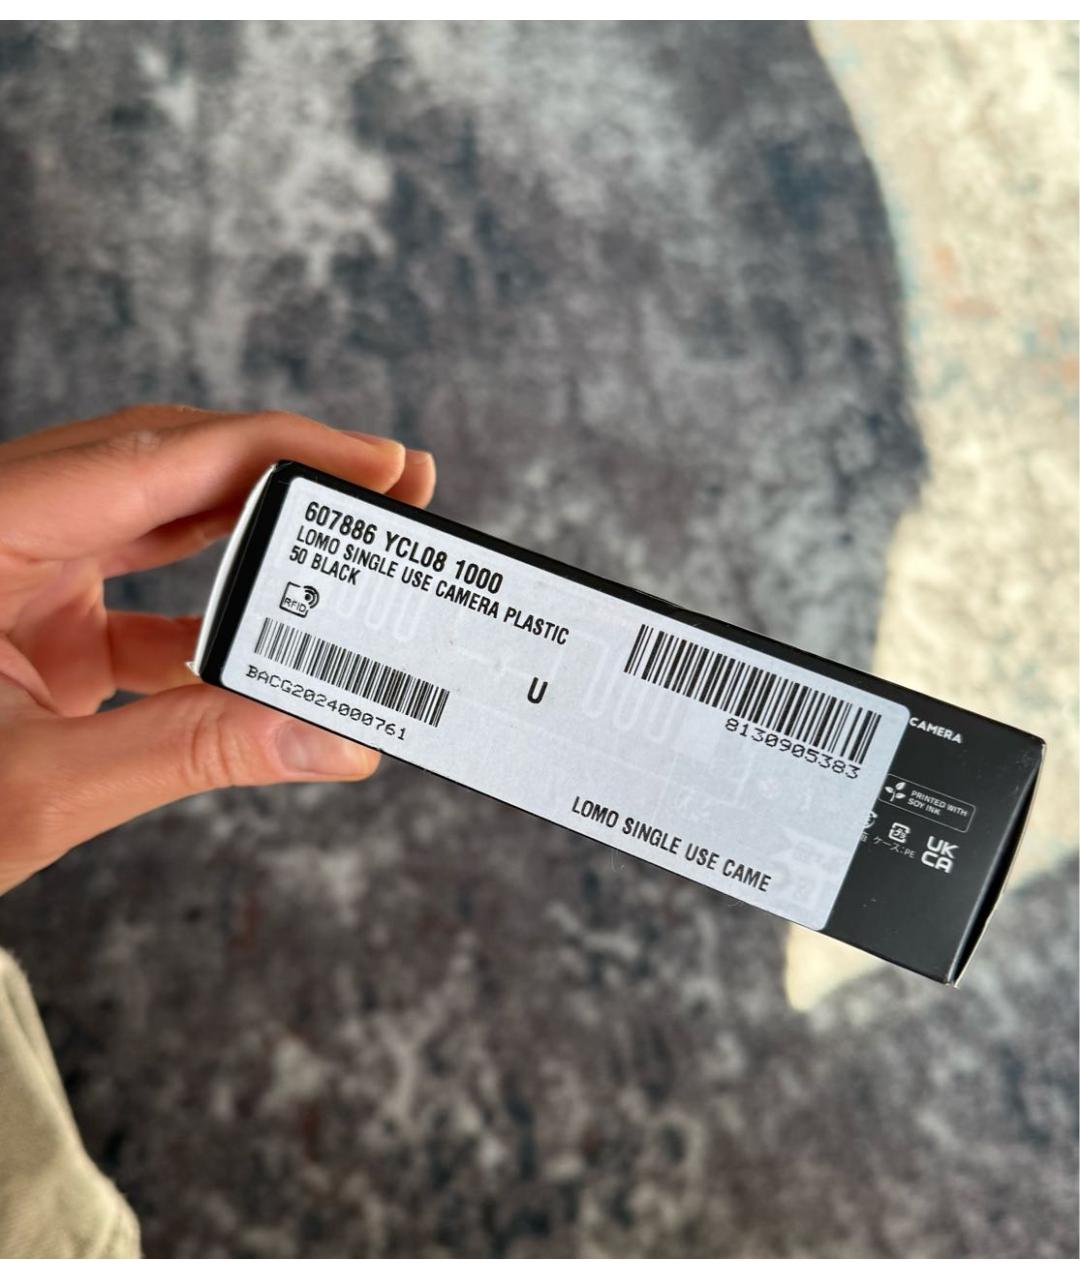 607886 YCL08 1000
LOMO SINGLE USE CAMERA PLASTIC
50 BLACK
RFID
BACG2024000761
U
8130905383
LOMO SINGLE USE CAME
CAMERA
PRINTED WITH
SOY INK
ケース:PE
UK
CA